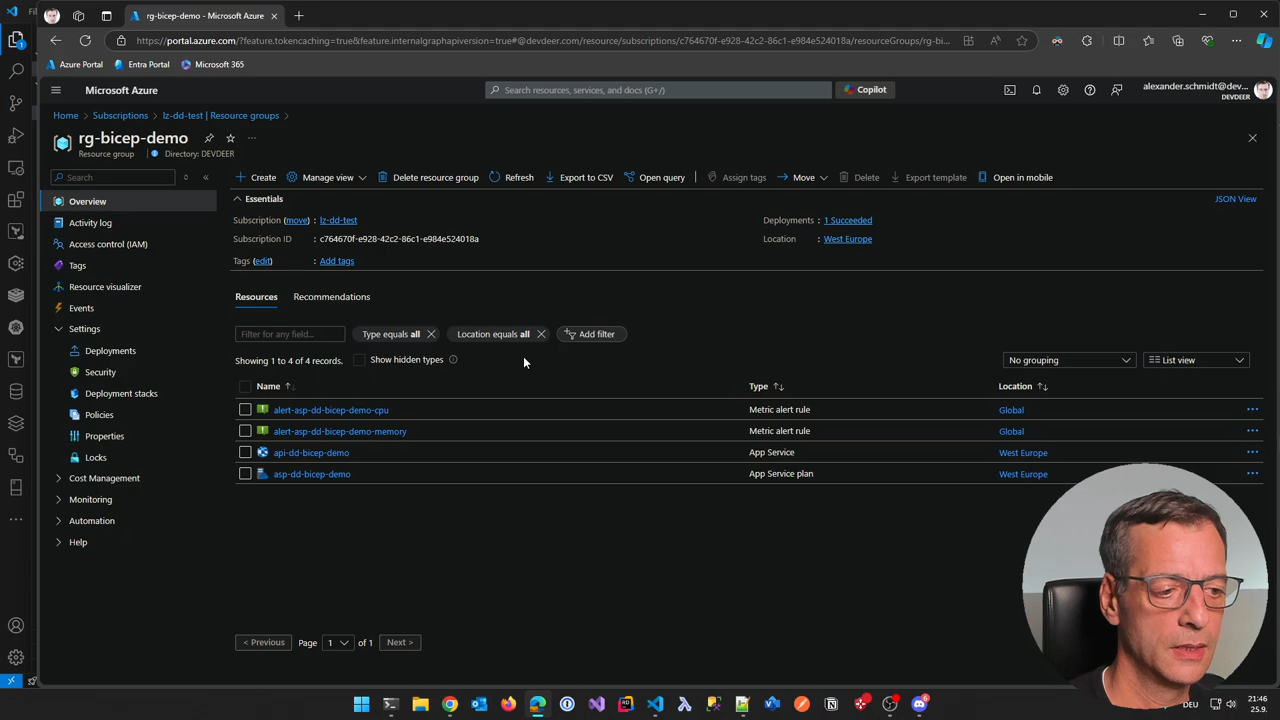 Fil
rg-bicep-demo - Microsoft Azure
https://portal.azure.com/?feature.tokencaching=true&feature.internalgraphapiversion=true#@devdeer.com/resource/subscriptions/c764670f-e928-42c2-86c1-e984e524018a/resourceGroups/rg-bi...
Azure Portal Entra Portal Microsoft 365
Microsoft Azure Search resources, services, and docs (G+/) Copilot alexander.schmidt@dev...
DEVDEER
Home > Subscriptions > lz-dd-test | Resource groups >
rg-bicep-demo ...
Resource group Directory: DEVDEER
Search
Create Manage view Delete resource group Refresh Export to CSV Open query Assign tags Move Delete Export template Open in mobile
Overview
Activity log
Access control (IAM)
Tags
Resource visualizer
Events
Settings
Deployments
Security
Deployment stacks
Policies
Properties
Locks
Cost Management
Monitoring
Automation
Help
Essentials JSON View
Subscription (move) : lz-dd-test Deployments : 1 Succeeded
Subscription ID : c764670f-e928-42c2-86c1-e984e524018a Location : West Europe
Tags (edit) : Add tags
Resources Recommendations
Filter for any field... Type equals all Location equals all Add filter
Showing 1 to 4 of 4 records. Show hidden types No grouping List view
Name Type Location
alert-asp-dd-bicep-demo-cpu Metric alert rule Global ...
alert-asp-dd-bicep-demo-memory Metric alert rule Global ...
api-dd-bicep-demo App Service West Europe ...
asp-dd-bicep-demo App Service plan West Europe ...
< Previous Page 1 of 1 Next >
DEU 21:46
25.9.